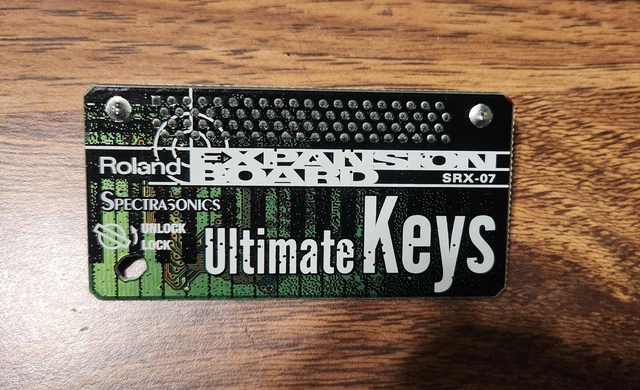 Roland
EXPANSION
BOARD
SRX-07
SPECTRASONICS
UNLOCK
LOCK
Ultimate Keys